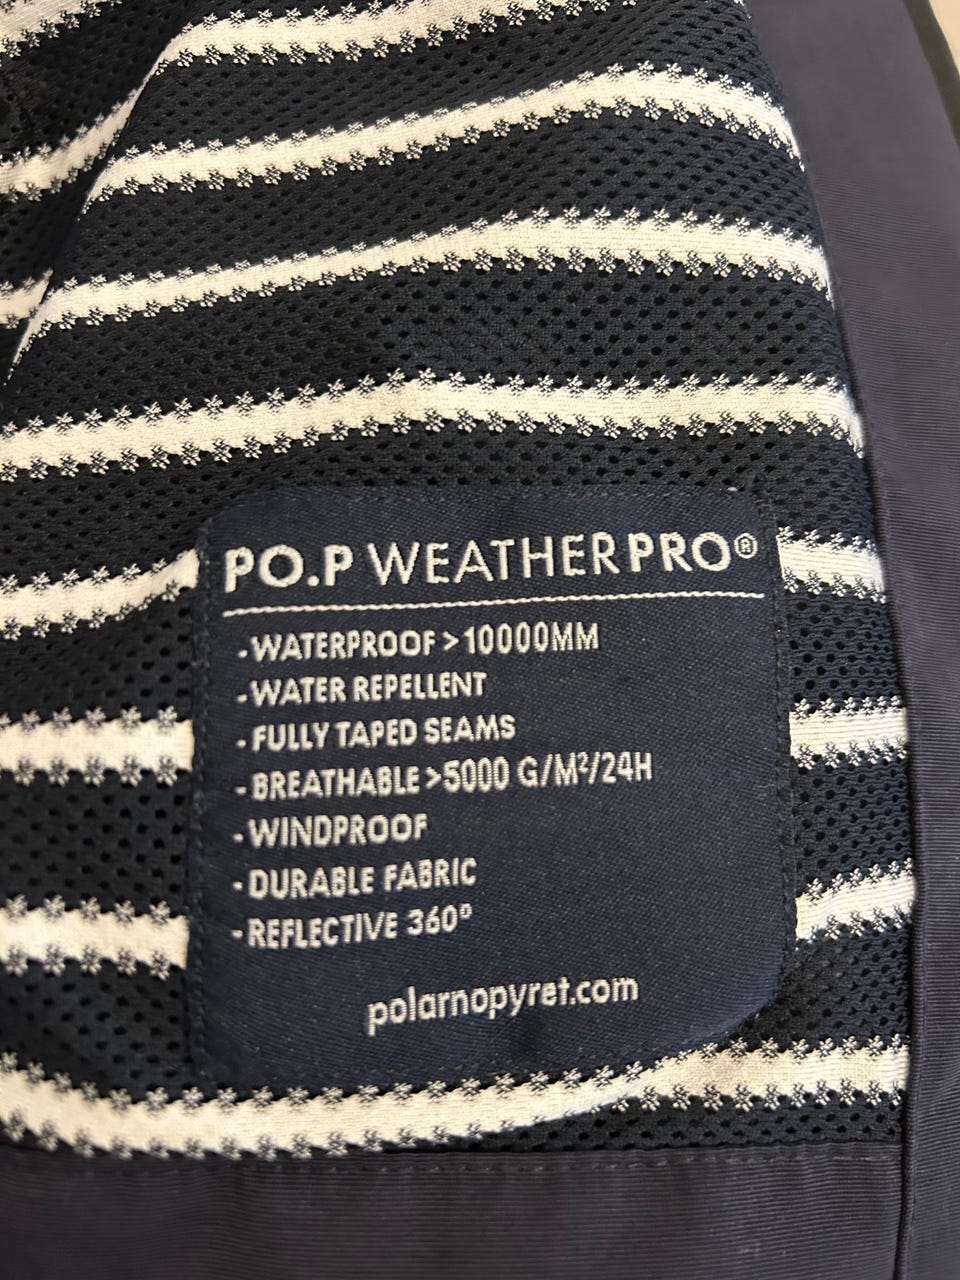 PO.P WEATHERPRO®
-WATERPROOF >10000MM
-WATER REPELLENT
-FULLY TAPED SEAMS
-BREATHABLE >5000 G/M²/24H
-WINDPROOF
-DURABLE FABRIC
-REFLECTIVE 360°
polarnopyret.com